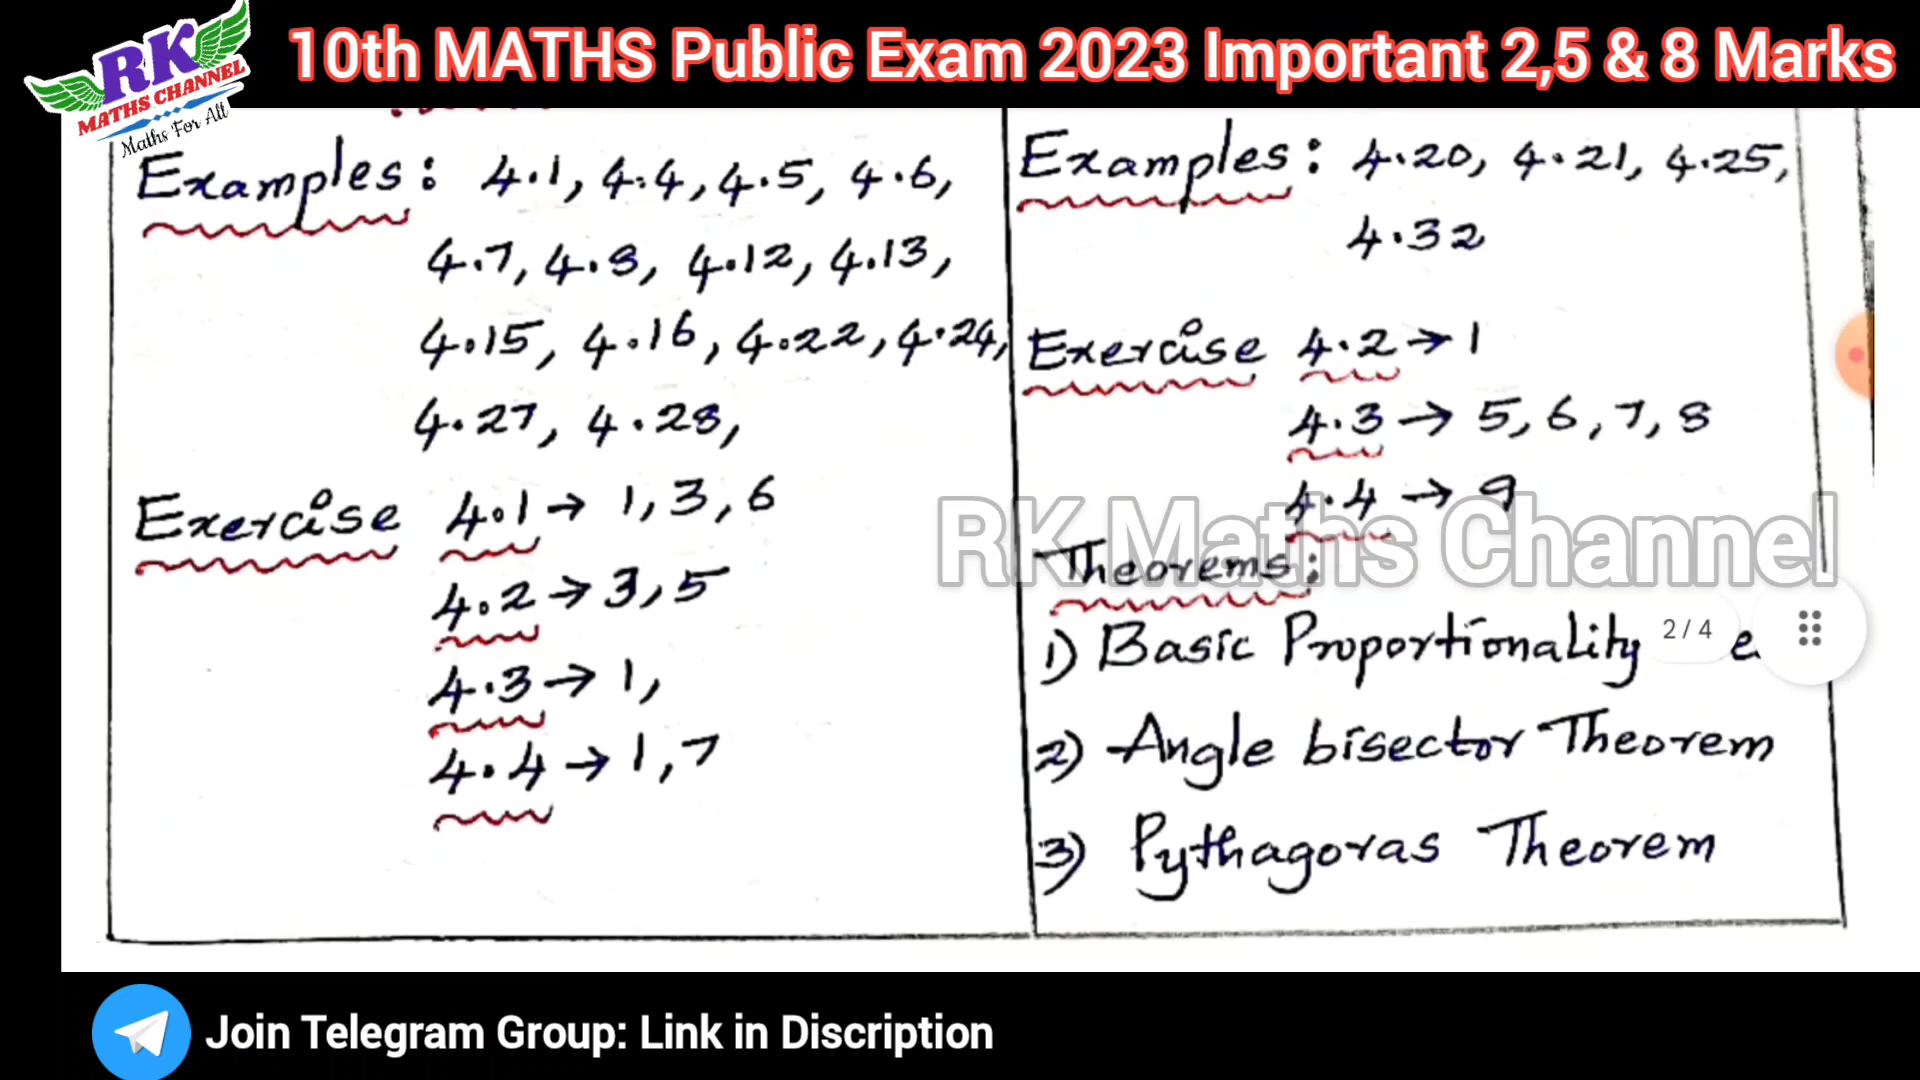 RK
MATHS CHANNEL
Maths For All
10th MATHS Public Exam 2023 Important 2,5 & 8 Marks
Examples: 4.1, 4.4, 4.5, 4.6,
4.7, 4.8, 4.12, 4.13,
4.15, 4.16, 4.22, 4.24,
4.27, 4.28,
Exercise 4.1 → 1, 3, 6
4.2 → 3, 5
4.3 → 1,
4.4 → 1, 7
Examples: 4.20, 4.21, 4.25,
4.32
Exercise 4.2 → 1
4.3 → 5, 6, 7, 8
4.4 → 9
RK Maths Channel
Theorems:
1) Basic Proportionality
2/4
2) Angle bisector Theorem
3) Pythagoras Theorem
Join Telegram Group: Link in Discription